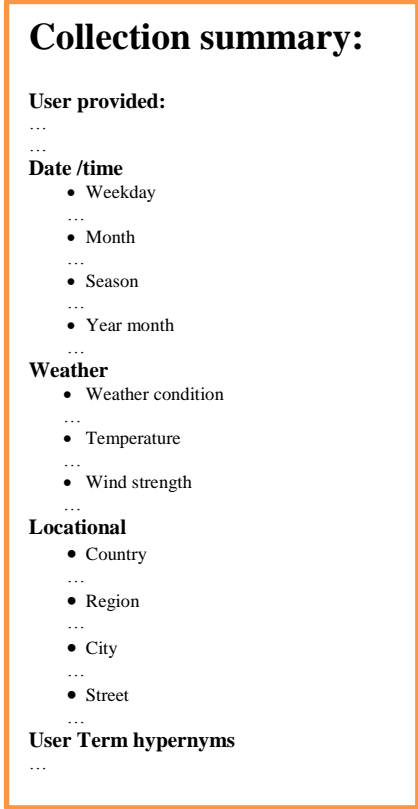 Collection summary:
User provided:
…
…
Date /time
• Weekday
…
• Month
…
• Season
…
• Year month
…
Weather
• Weather condition
…
• Temperature
…
• Wind strength
…
Locational
• Country
…
• Region
…
• City
…
• Street
…
User Term hypernyms
…